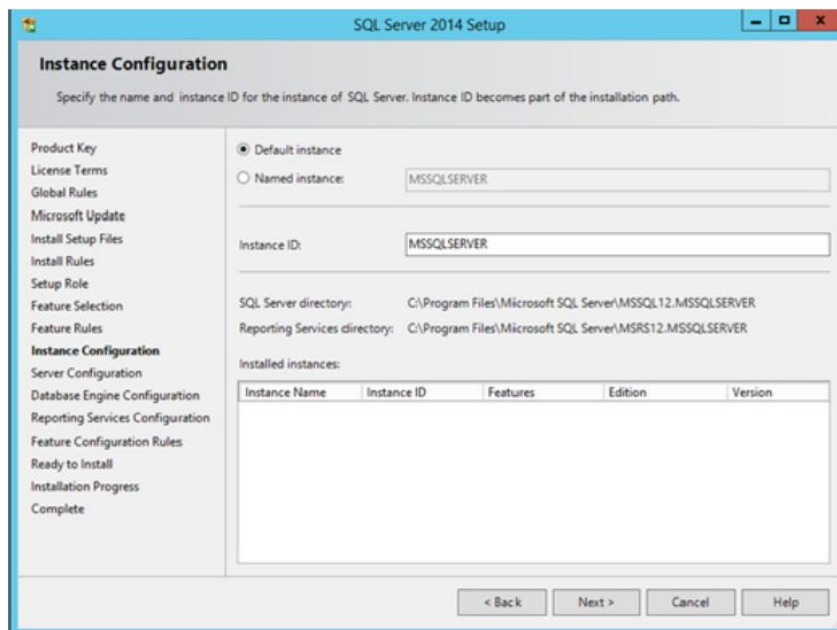 SQL Server 2014 Setup
Instance Configuration
Specify the name and instance ID for the instance of SQL Server. Instance ID becomes part of the installation path.
Product Key
License Terms
Global Rules
Microsoft Update
Install Setup Files
Install Rules
Setup Role
Feature Selection
Feature Rules
Instance Configuration
Server Configuration
Database Engine Configuration
Reporting Services Configuration
Feature Configuration Rules
Ready to Install
Installation Progress
Complete
Default instance
Named instance: MSSQLSERVER
Instance ID: MSSQLSERVER
SQL Server directory: C:\Program Files\Microsoft SQL Server\MSSQL12.MSSQLSERVER
Reporting Services directory: C:\Program Files\Microsoft SQL Server\MSRS12.MSSQLSERVER
Installed instances:
Instance Name Instance ID Features Edition Version
< Back Next > Cancel Help